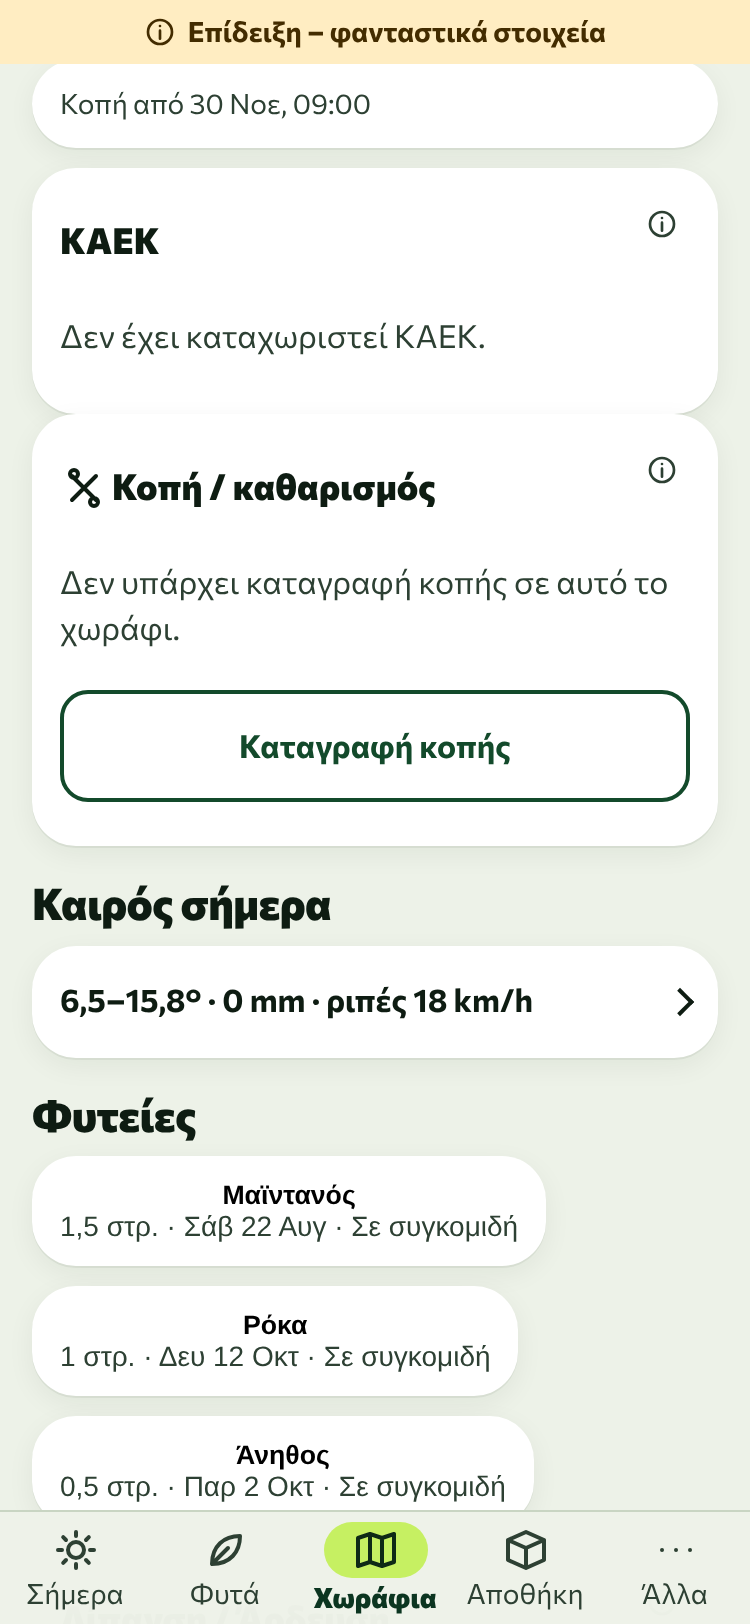 Επίδειξη – φανταστικά στοιχεία
Κοπή από 30 Νοε, 09:00
ΚΑΕΚ
Δεν έχει καταχωριστεί ΚΑΕΚ.
Κοπή / καθαρισμός
Δεν υπάρχει καταγραφή κοπής σε αυτό το
χωράφι.
Καταγραφή κοπής
Καιρός σήμερα
6,5–15,8° · 0 mm · ριπές 18 km/h
Φυτείες
Μαϊντανός
1,5 στρ. · Σάβ 22 Αυγ · Σε συγκομιδή
Ρόκα
1 στρ. · Δευ 12 Οκτ · Σε συγκομιδή
Άνηθος
0,5 στρ. · Παρ 2 Οκτ · Σε συγκομιδή
Σήμερα Φυτά Χωράφια Αποθήκη Άλλα